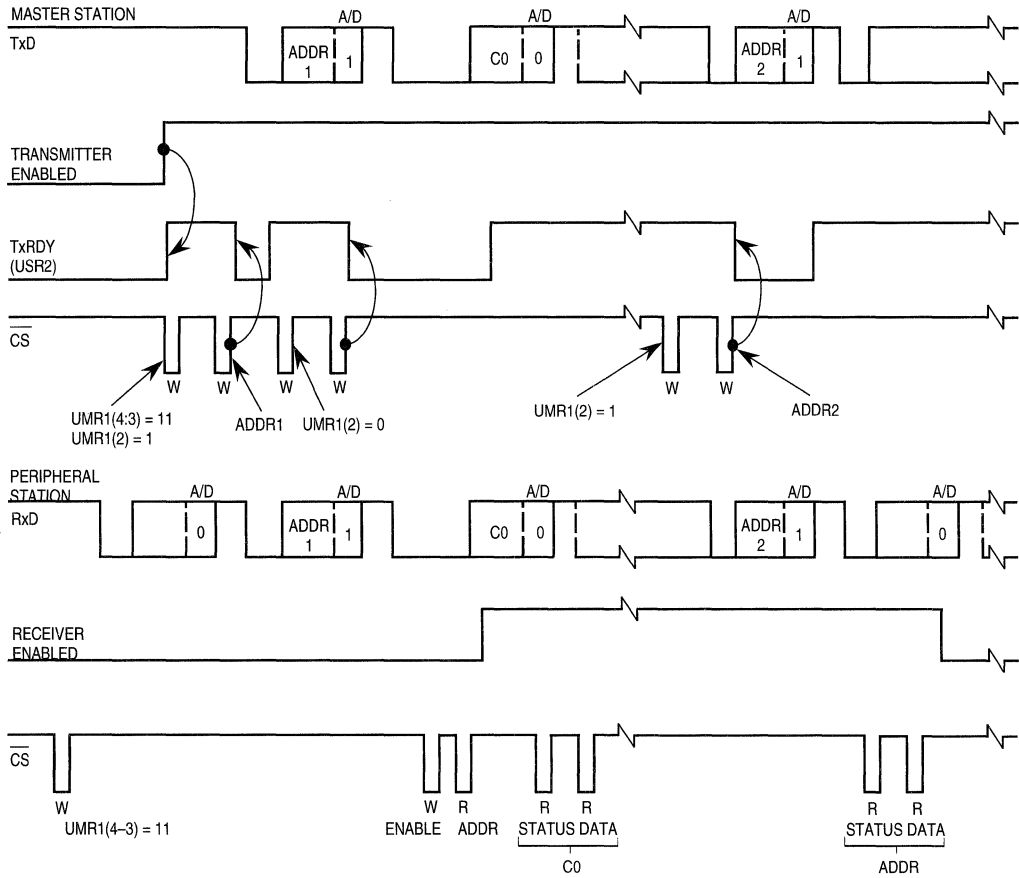 MASTER STATION
A/D A/D A/D
TxD
ADDR 1 1 C0 0 ADDR 2 1
TRANSMITTER
ENABLED
TxRDY
(USR2)
CS
W W W W W W
UMR1(4:3) = 11
UMR1(2) = 1
ADDR1
UMR1(2) = 0
UMR1(2) = 1
ADDR2
PERIPHERAL
STATION
A/D A/D A/D A/D A/D
RxD
0 ADDR 1 1 C0 0 ADDR 2 1 0
RECEIVER
ENABLED
CS
W W R R R R R
UMR1(4–3) = 11
ENABLE ADDR STATUS DATA STATUS DATA
C0 ADDR